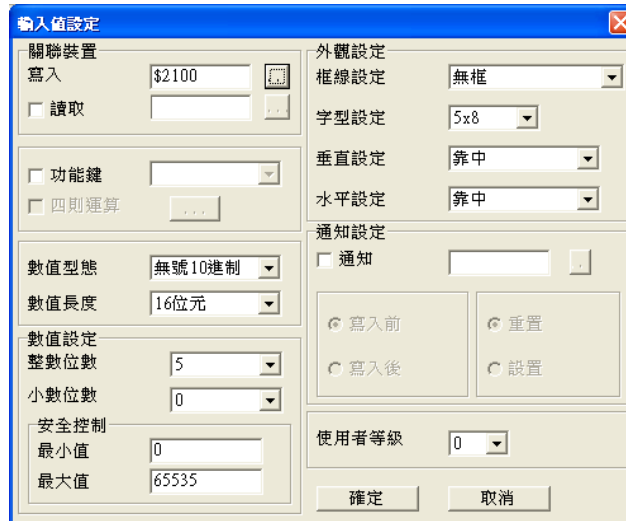 輸入值設定
關聯裝置
寫入 $2100 ...
讀取 ...
功能鍵
四則運算 ...
數值型態 無號10進制
數值長度 16位元
數值設定
整數位數 5
小數位數 0
安全控制
最小值 0
最大值 65535
外觀設定
框線設定 無框
字型設定 5x8
垂直設定 靠中
水平設定 靠中
通知設定
通知 .
寫入前 重置
寫入後 設置
使用者等級 0
確定 取消